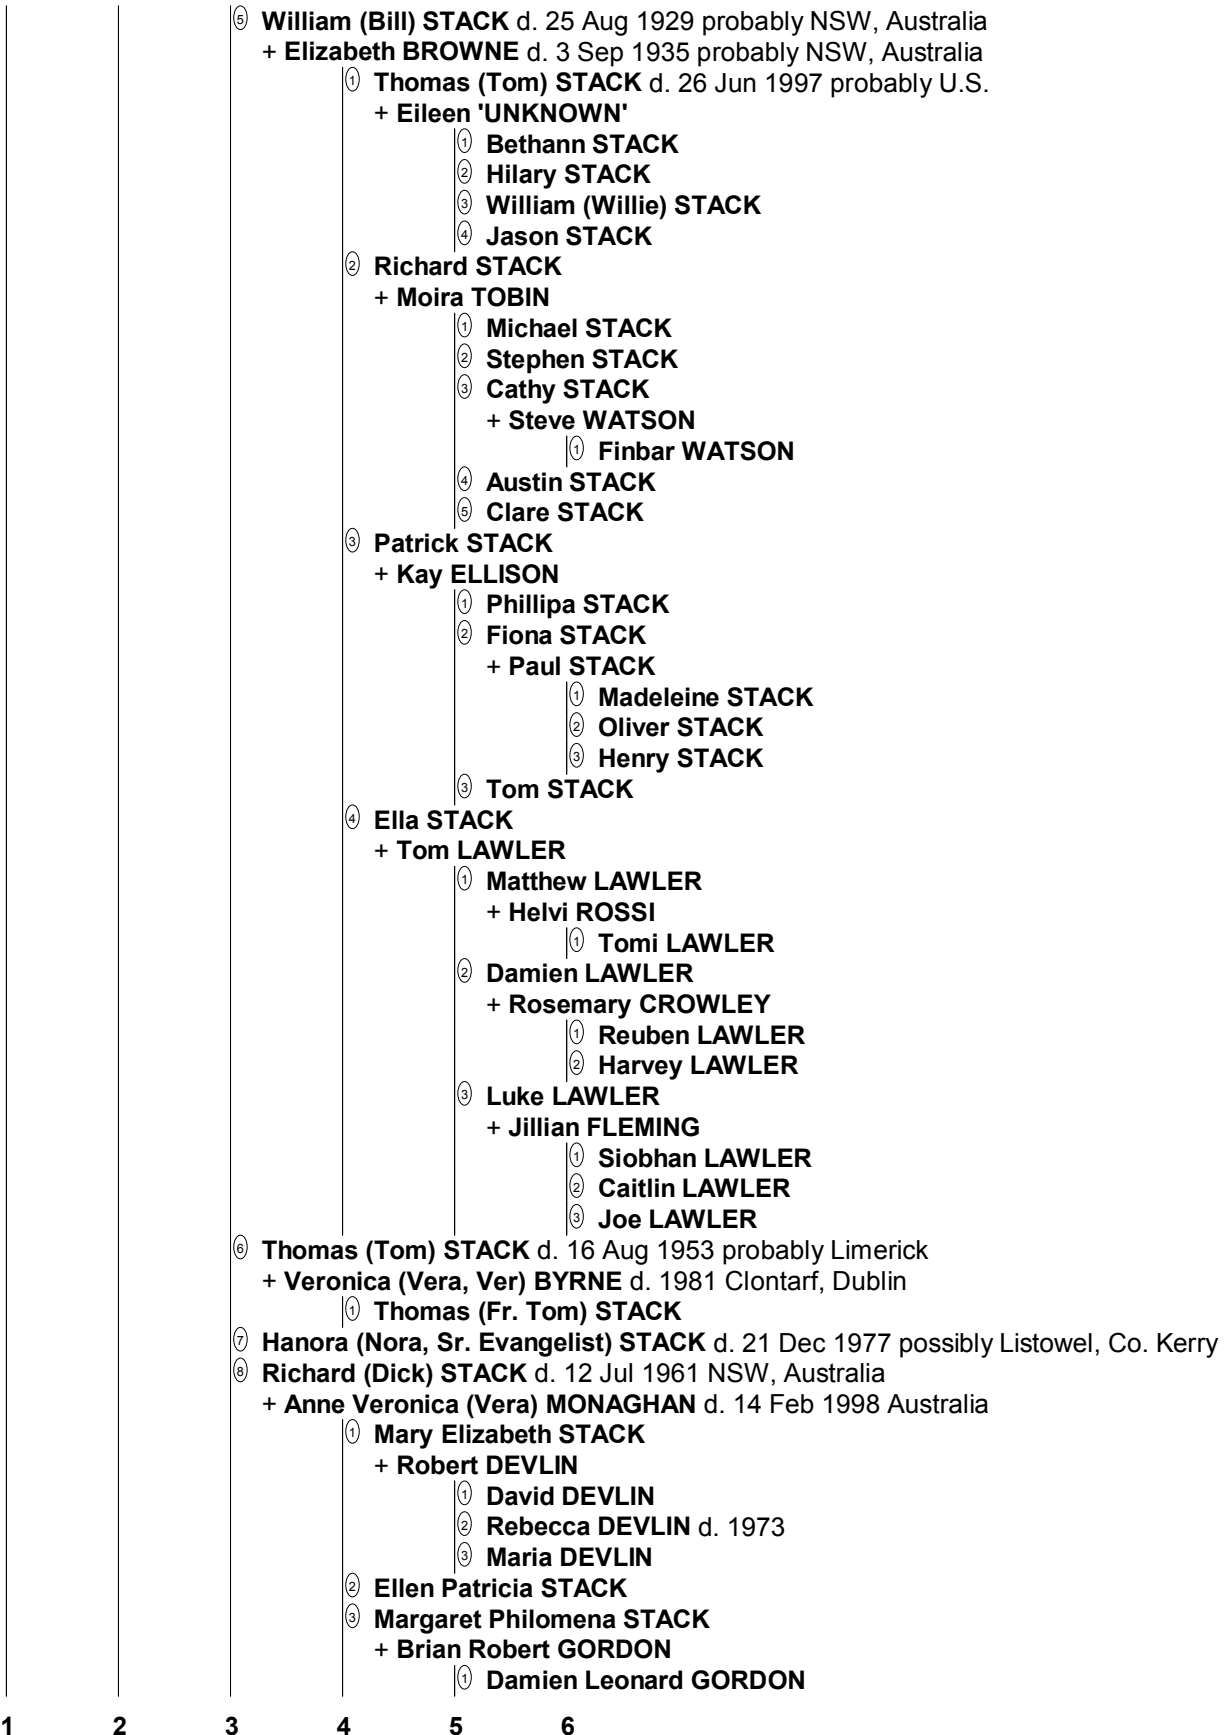 5 William (Bill) STACK d. 25 Aug 1929 probably NSW, Australia
+ Elizabeth BROWNE d. 3 Sep 1935 probably NSW, Australia
1 Thomas (Tom) STACK d. 26 Jun 1997 probably U.S.
+ Eileen 'UNKNOWN'
1 Bethann STACK
2 Hilary STACK
3 William (Willie) STACK
4 Jason STACK
2 Richard STACK
+ Moira TOBIN
1 Michael STACK
2 Stephen STACK
3 Cathy STACK
+ Steve WATSON
1 Finbar WATSON
4 Austin STACK
5 Clare STACK
3 Patrick STACK
+ Kay ELLISON
1 Phillipa STACK
2 Fiona STACK
+ Paul STACK
1 Madeleine STACK
2 Oliver STACK
3 Henry STACK
3 Tom STACK
4 Ella STACK
+ Tom LAWLER
1 Matthew LAWLER
+ Helvi ROSSI
1 Tomi LAWLER
2 Damien LAWLER
+ Rosemary CROWLEY
1 Reuben LAWLER
2 Harvey LAWLER
3 Luke LAWLER
+ Jillian FLEMING
1 Siobhan LAWLER
2 Caitlin LAWLER
3 Joe LAWLER
6 Thomas (Tom) STACK d. 16 Aug 1953 probably Limerick
+ Veronica (Vera, Ver) BYRNE d. 1981 Clontarf, Dublin
1 Thomas (Fr. Tom) STACK
7 Hanora (Nora, Sr. Evangelist) STACK d. 21 Dec 1977 possibly Listowel, Co. Kerry
8 Richard (Dick) STACK d. 12 Jul 1961 NSW, Australia
+ Anne Veronica (Vera) MONAGHAN d. 14 Feb 1998 Australia
1 Mary Elizabeth STACK
+ Robert DEVLIN
1 David DEVLIN
2 Rebecca DEVLIN d. 1973
3 Maria DEVLIN
2 Ellen Patricia STACK
3 Margaret Philomena STACK
+ Brian Robert GORDON
1 Damien Leonard GORDON
1 2 3 4 5 6